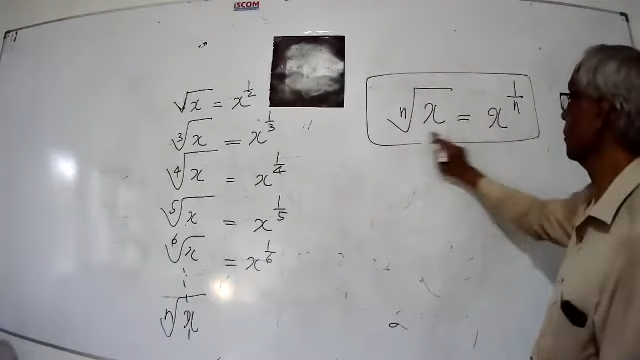 iSCOM
√x = x^{1/2}
∛x = x^{1/3}
∜x = x^{1/4}
⁵√x = x^{1/5}
⁶√x = x^{1/6}
⋮
ⁿ√x
ⁿ√x = x^{1/n}